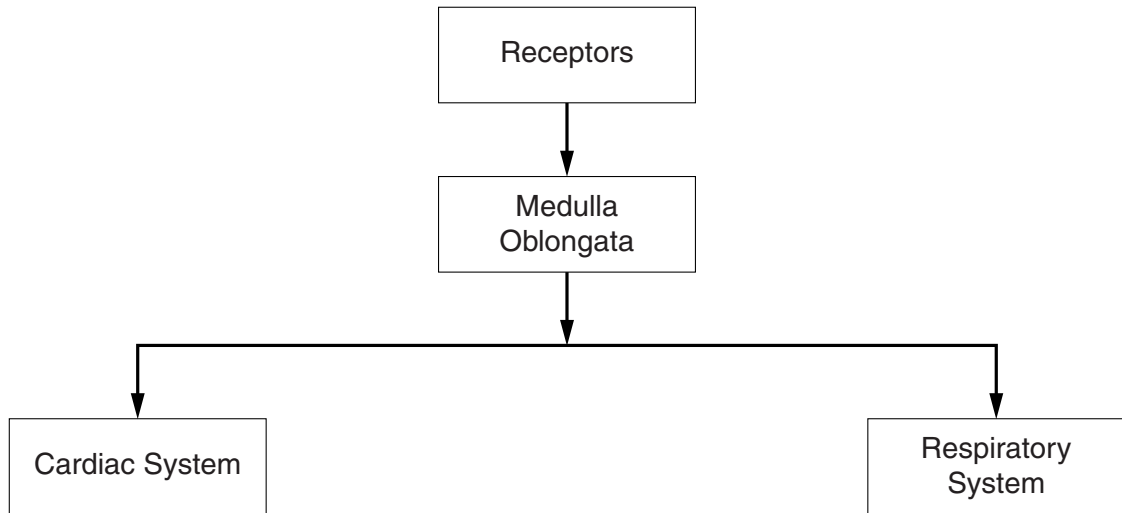 Receptors
Medulla
Oblongata
Cardiac System
Respiratory
System